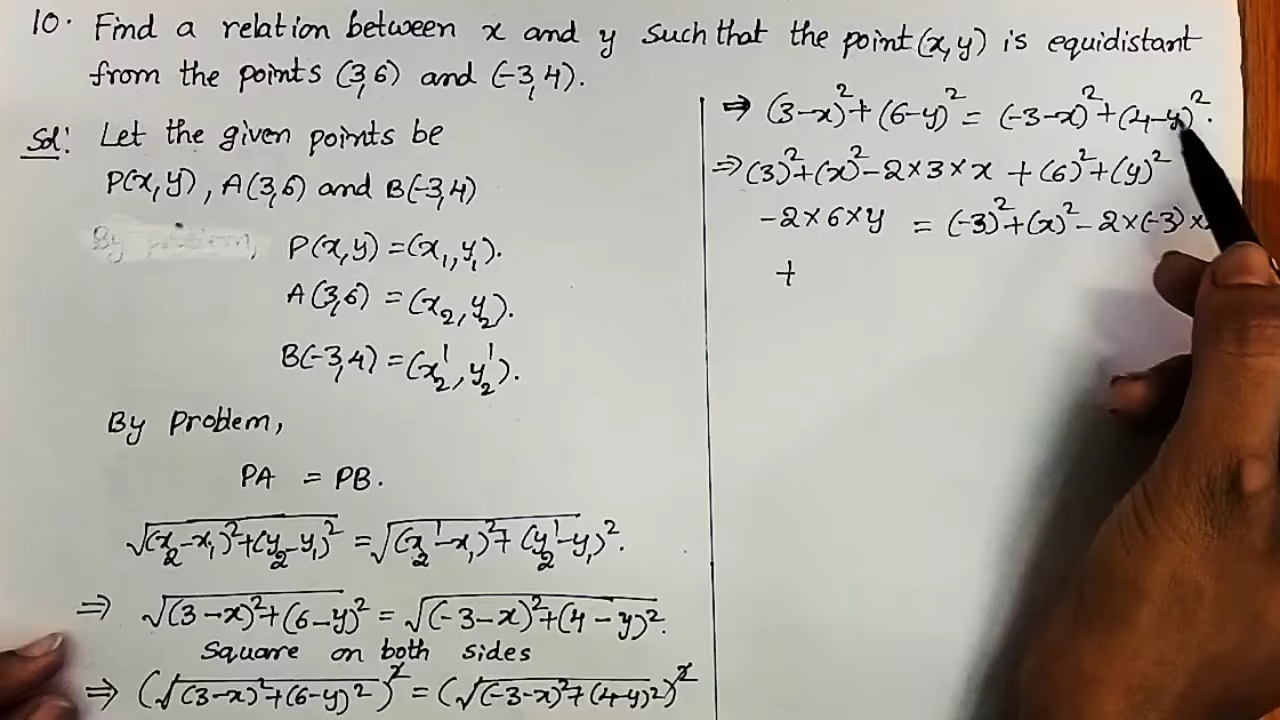 10. Find a relation between x and y such that the point (x, y) is equidistant
from the points (3,6) and (-3,4).
Sol: Let the given points be
P(x,y), A(3,6) and B(-3,4)
By problem, P(x,y) = (x₁,y₁).
A(3,6) = (x₂,y₂).
B(-3,4) = (x₂',y₂').
By Problem,
PA = PB.
√(x₂-x₁)²+(y₂-y₁)² = √(x₂'-x₁)²+(y₂'-y₁)².
⇒ √(3-x)²+(6-y)² = √(-3-x)²+(4-y)².
Square on both sides
⇒ (√(3-x)²+(6-y)²)² = (√(-3-x)²+(4-y)²)²
⇒ (3-x)²+(6-y)² = (-3-x)²+(4-y)².
⇒ (3)²+(x)²-2×3×x+(6)²+(y)²
-2×6×y = (-3)²+(x)²-2×(-3)×
+